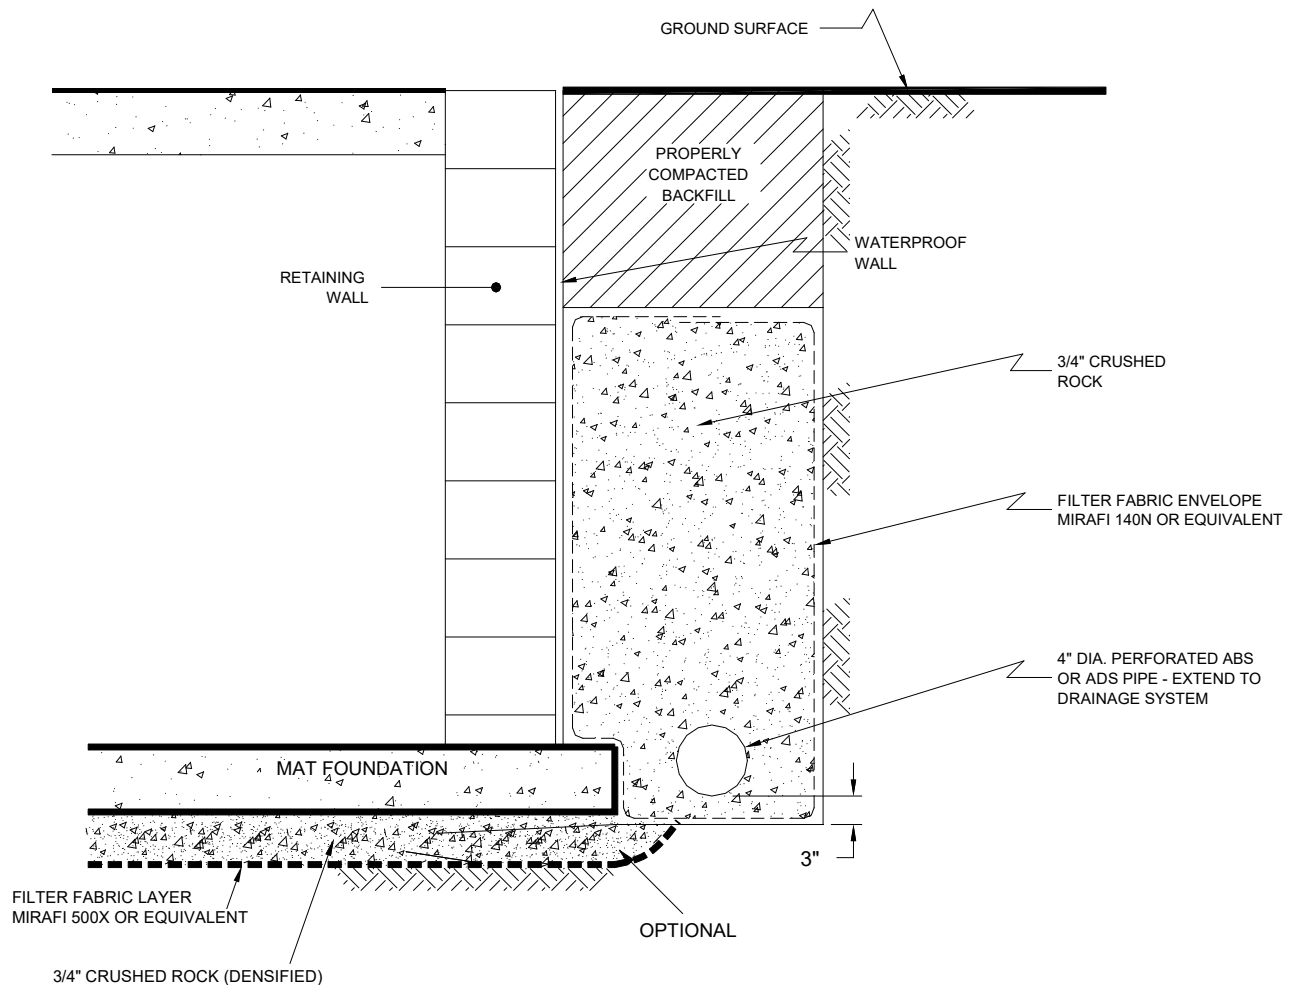 GROUND SURFACE
PROPERLY
COMPACTED
BACKFILL
WATERPROOF
WALL
RETAINING
WALL
3/4" CRUSHED
ROCK
FILTER FABRIC ENVELOPE
MIRAFI 140N OR EQUIVALENT
4" DIA. PERFORATED ABS
OR ADS PIPE - EXTEND TO
DRAINAGE SYSTEM
MAT FOUNDATION
3"
FILTER FABRIC LAYER
MIRAFI 500X OR EQUIVALENT
OPTIONAL
3/4" CRUSHED ROCK (DENSIFIED)